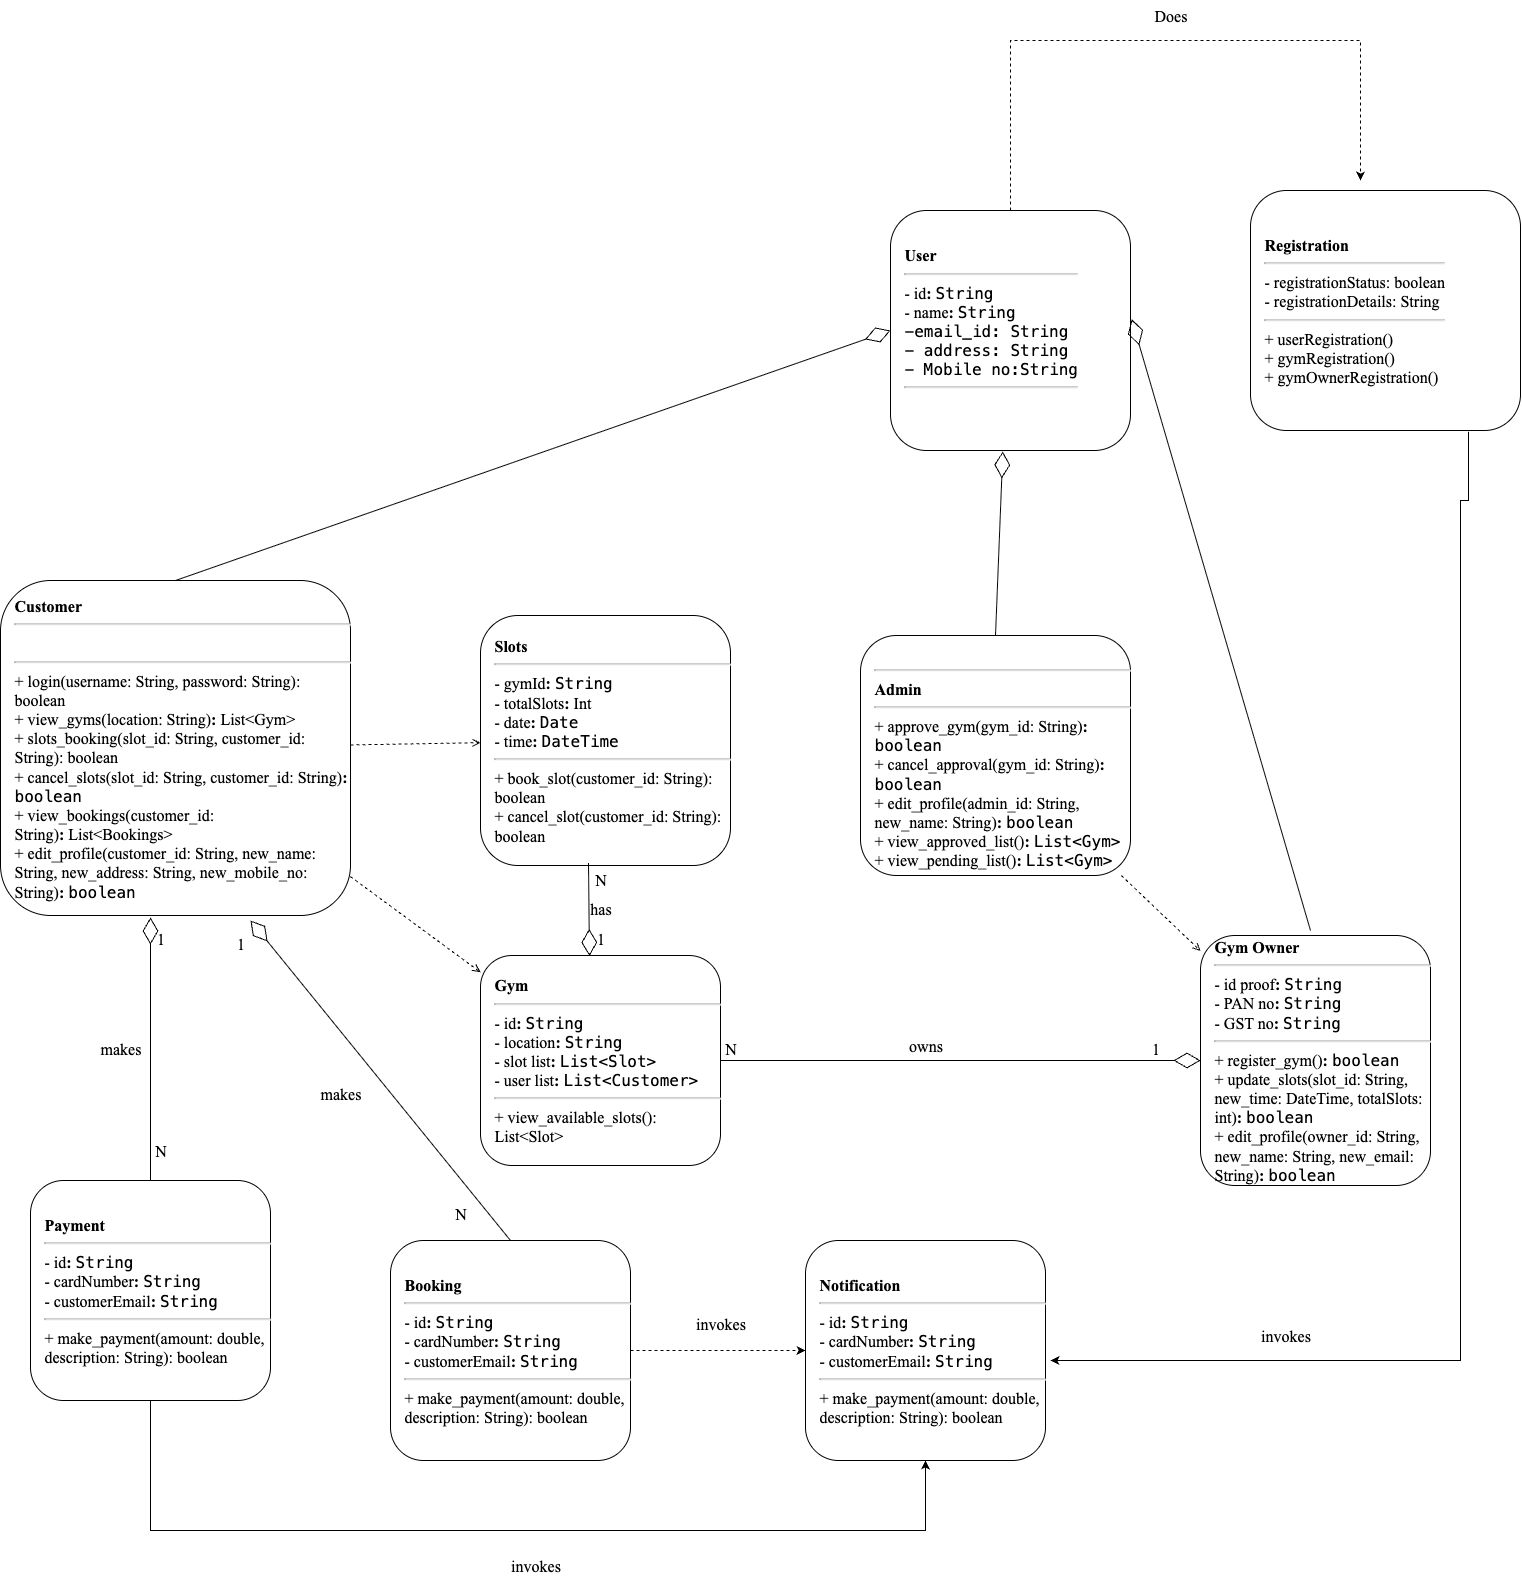 Does
User
- id: String
- name: String
-email_id: String
- address: String
- Mobile no:String
Registration
- registrationStatus: boolean
- registrationDetails: String
+ userRegistration()
+ gymRegistration()
+ gymOwnerRegistration()
Customer
+ login(username: String, password: String):
boolean
+ view_gyms(location: String): List<Gym>
+ slots_booking(slot_id: String, customer_id:
String): boolean
+ cancel_slots(slot_id: String, customer_id: String):
boolean
+ view_bookings(customer_id:
String): List<Bookings>
+ edit_profile(customer_id: String, new_name:
String, new_address: String, new_mobile_no:
String): boolean
Slots
- gymId: String
- totalSlots: Int
- date: Date
- time: DateTime
+ book_slot(customer_id: String):
boolean
+ cancel_slot(customer_id: String):
boolean
Admin
+ approve_gym(gym_id: String):
boolean
+ cancel_approval(gym_id: String):
boolean
+ edit_profile(admin_id: String,
new_name: String): boolean
+ view_approved_list(): List<Gym>
+ view_pending_list(): List<Gym>
N
has
1
1
1
Gym
- id: String
- location: String
- slot list: List<Slot>
- user list: List<Customer>
+ view_available_slots():
List<Slot>
N
owns
1
Gym Owner
- id proof: String
- PAN no: String
- GST no: String
+ register_gym(): boolean
+ update_slots(slot_id: String,
new_time: DateTime, totalSlots:
int): boolean
+ edit_profile(owner_id: String,
new_name: String, new_email:
String): boolean
makes
makes
N
N
Payment
- id: String
- cardNumber: String
- customerEmail: String
+ make_payment(amount: double,
description: String): boolean
Booking
- id: String
- cardNumber: String
- customerEmail: String
+ make_payment(amount: double,
description: String): boolean
invokes
Notification
- id: String
- cardNumber: String
- customerEmail: String
+ make_payment(amount: double,
description: String): boolean
invokes
invokes